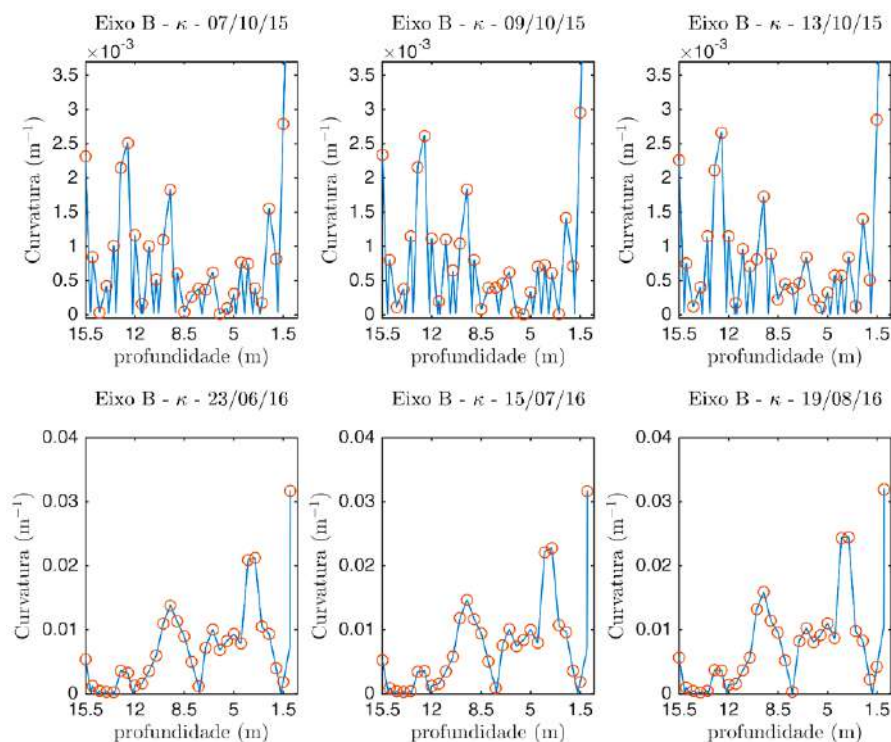 Eixo B - κ - 07/10/15
×10⁻³
3.5
3
2.5
2
1.5
1
0.5
0
Curvatura (m⁻¹)
15.5 12 8.5 5 1.5
profundidade (m)
Eixo B - κ - 09/10/15
×10⁻³
3.5
3
2.5
2
1.5
1
0.5
0
Curvatura (m⁻¹)
15.5 12 8.5 5 1.5
profundidade (m)
Eixo B - κ - 13/10/15
×10⁻³
3.5
3
2.5
2
1.5
1
0.5
0
Curvatura (m⁻¹)
15.5 12 8.5 5 1.5
profundidade (m)
Eixo B - κ - 23/06/16
0.04
0.03
0.02
0.01
0
Curvatura (m⁻¹)
15.5 12 8.5 5 1.5
profundidade (m)
Eixo B - κ - 15/07/16
0.04
0.03
0.02
0.01
0
Curvatura (m⁻¹)
15.5 12 8.5 5 1.5
profundidade (m)
Eixo B - κ - 19/08/16
0.04
0.03
0.02
0.01
0
Curvatura (m⁻¹)
15.5 12 8.5 5 1.5
profundidade (m)